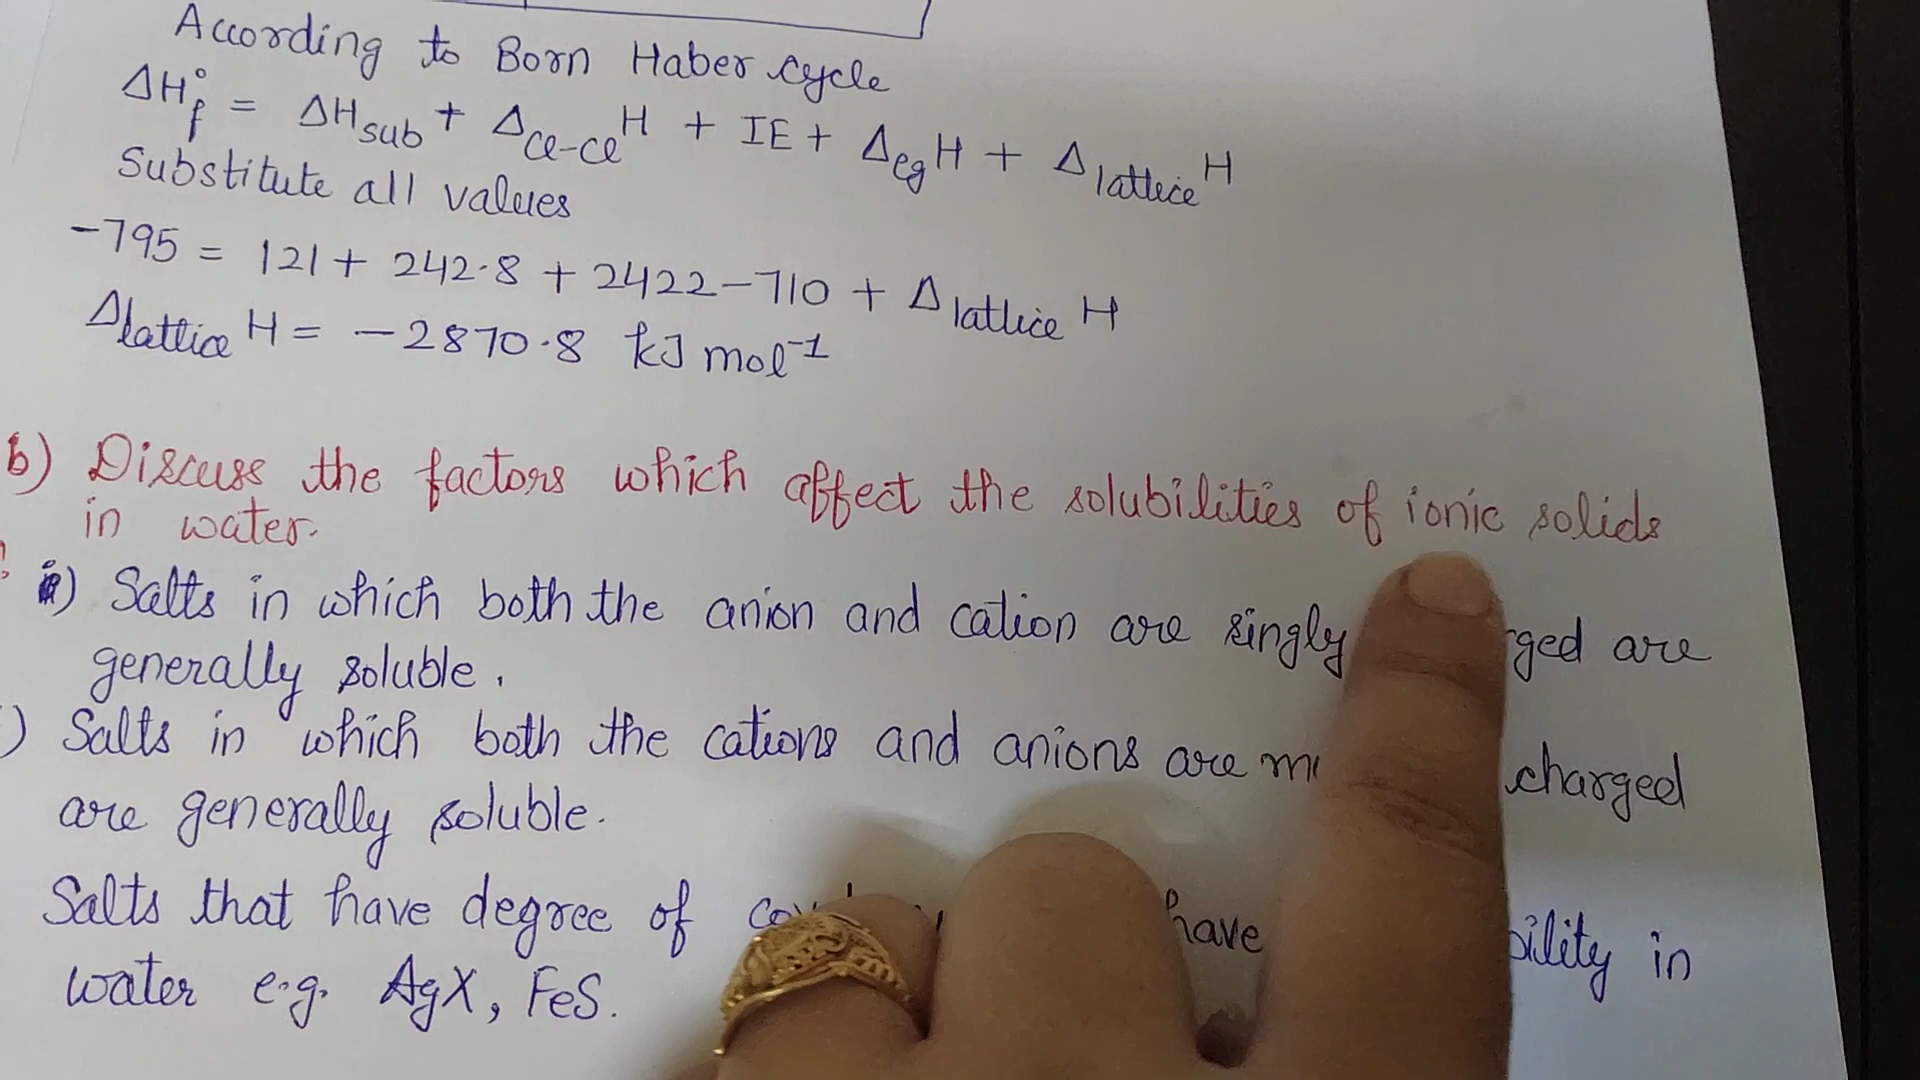 According to Born Haber cycle
ΔH°f = ΔHsub + ΔCl-ClH + IE + ΔegH + ΔlatticeH
Substitute all values
-795 = 121 + 242.8 + 2422 - 710 + ΔlatticeH
ΔlatticeH = -2870.8 kJ mol-1
b) Discuss the factors which affect the solubilities of ionic solids
in water.
i) Salts in which both the anion and cation are singly ged are
generally soluble.
) Salts in which both the cations and anions are charged
are generally soluble.
Salts that have degree of have bility in
water e.g. AgX, FeS.